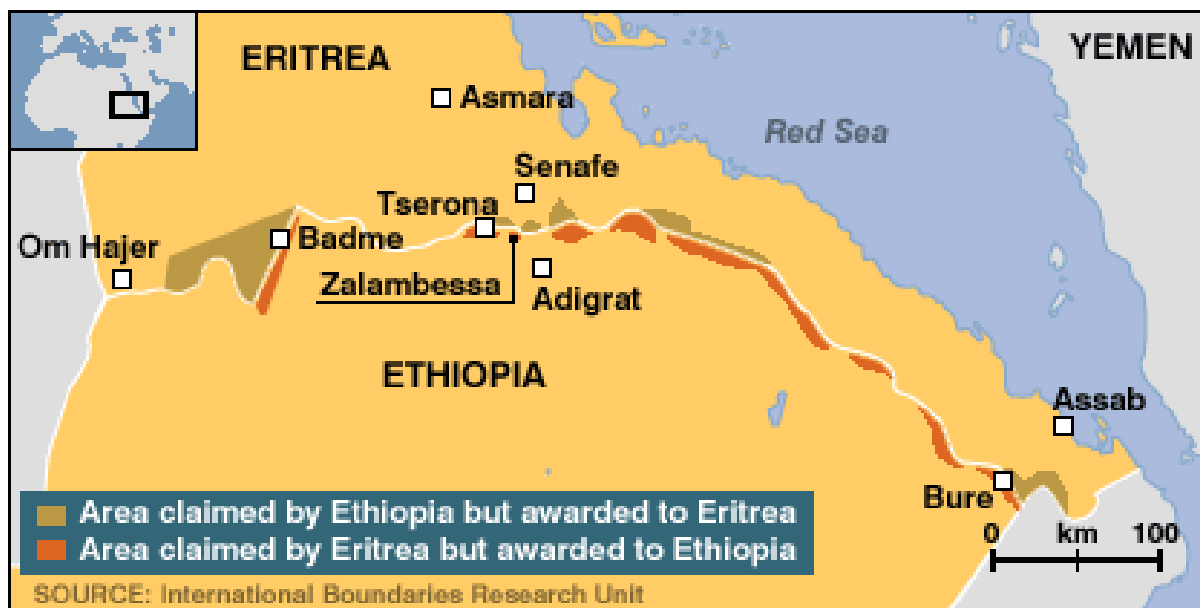 ERITREA
YEMEN
Asmara
Red Sea
Senafe
Tserona
Om Hajer
Badme
Zalambessa
Adigrat
ETHIOPIA
Assab
Bure
0 km 100
Area claimed by Ethiopia but awarded to Eritrea
Area claimed by Eritrea but awarded to Ethiopia
SOURCE: International Boundaries Research Unit